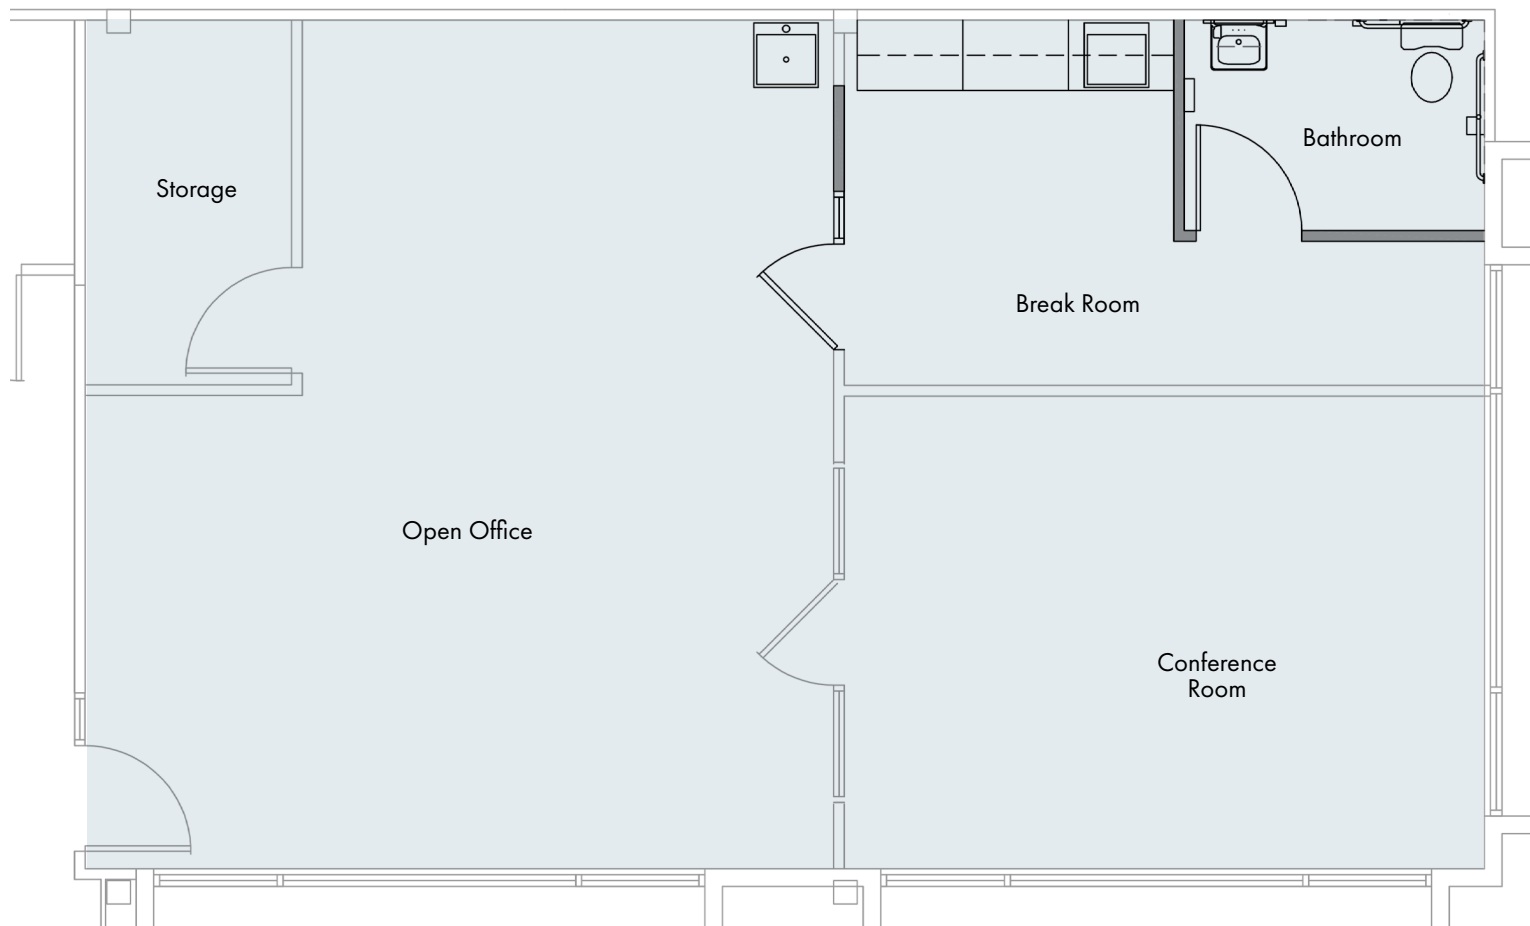 Bathroom
Storage
Break Room
Open Office
Conference
Room